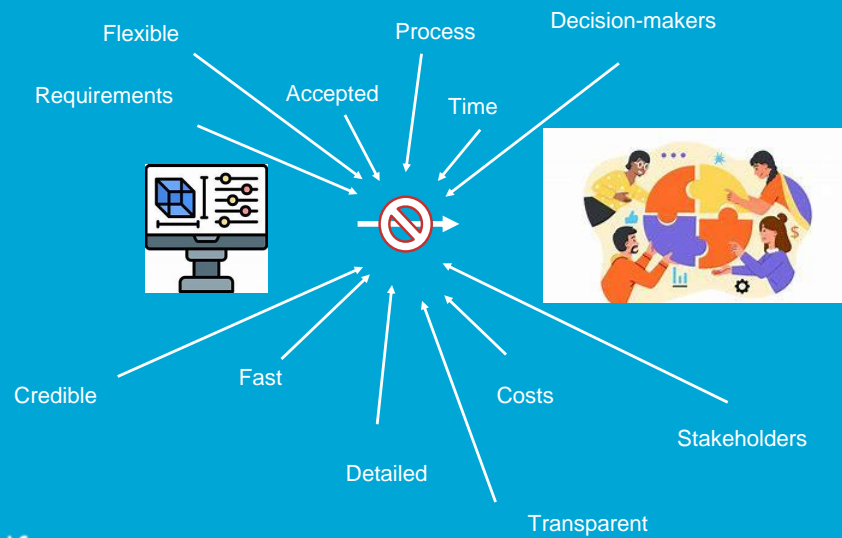 Flexible
Process
Decision-makers
Requirements
Accepted
Time
$
Credible
Fast
Costs
Stakeholders
Detailed
Transparent